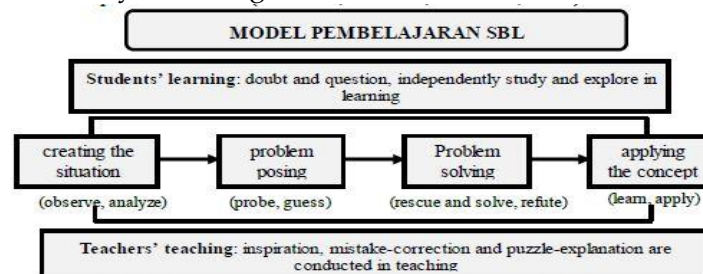 MODEL PEMBELAJARAN SBL
Students' learning: doubt and question, independently study and explore in
learning
creating the
situation
problem
posing
Problem
solving
applying
the concept
(observe, analyze)
(probe, guess)
(rescue and solve, refute)
(learn, apply)
Teachers' teaching: inspiration, mistake-correction and puzzle-explanation are
conducted in teaching